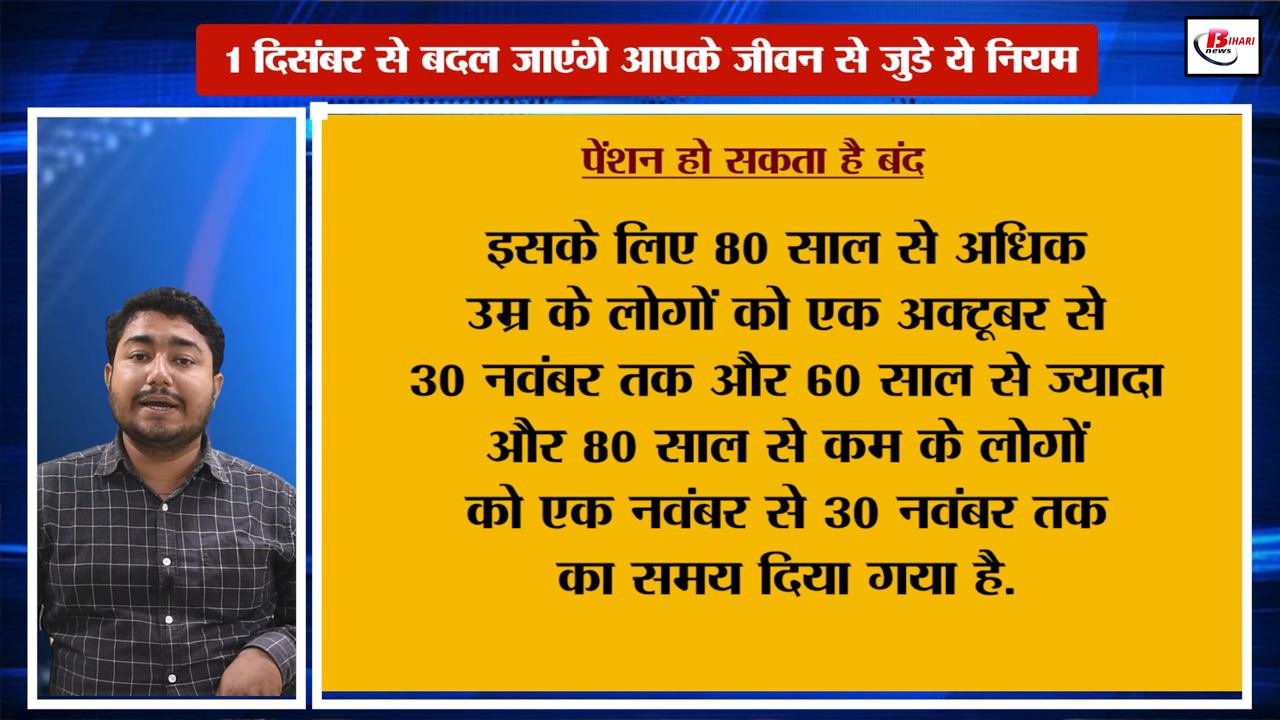 1 दिसंबर से बदल जाएंगे आपके जीवन से जुडे ये नियम
BIHARI
news
पेंशन हो सकता है बंद
इसके लिए 80 साल से अधिक
उम्र के लोगों को एक अक्टूबर से
30 नवंबर तक और 60 साल से ज्यादा
और 80 साल से कम के लोगों
को एक नवंबर से 30 नवंबर तक
का समय दिया गया है.